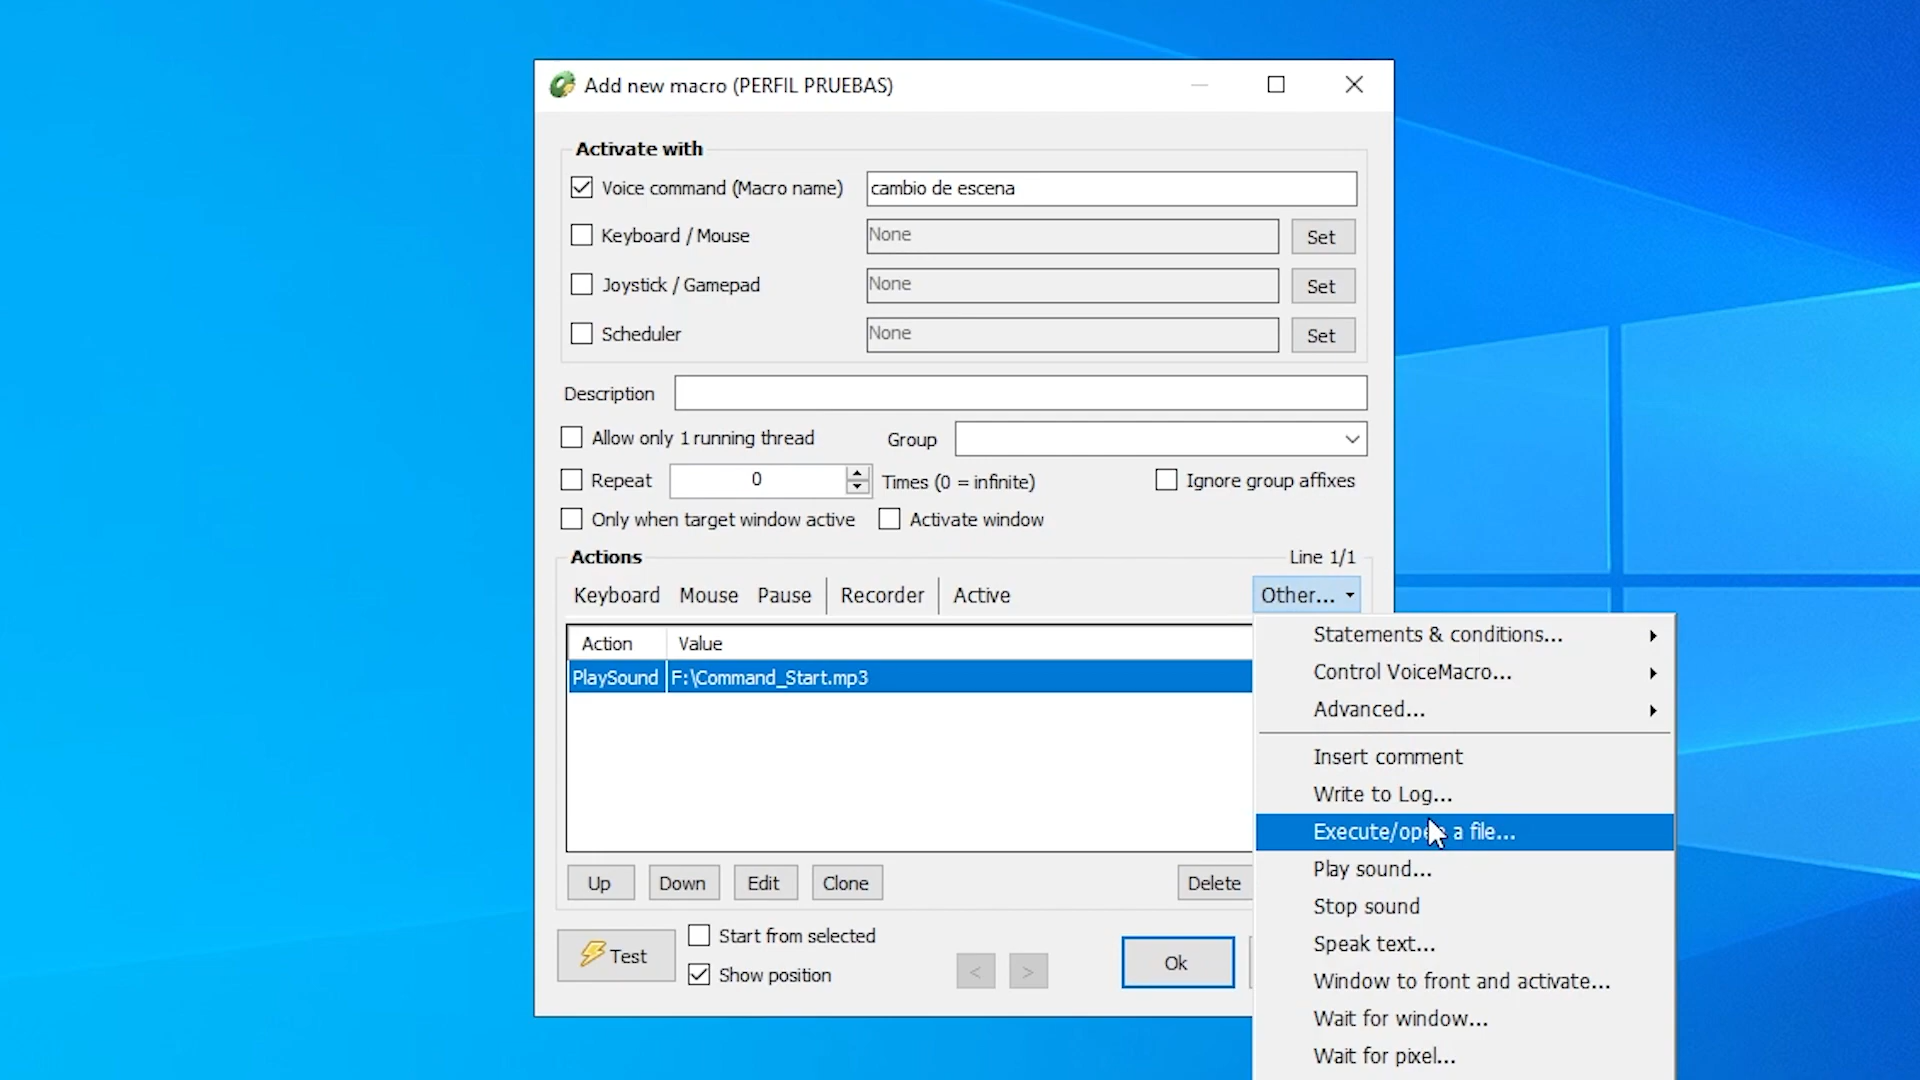 Add new macro (PERFIL PRUEBAS)
Activate with
Voice command (Macro name) cambio de escena
Keyboard / Mouse None Set
Joystick / Gamepad None Set
Scheduler None Set
Description
Allow only 1 running thread Group
Repeat 0 Times (0 = infinite) Ignore group affixes
Only when target window active Activate window
Actions Line 1/1
Keyboard Mouse Pause Recorder Active Other...
Action Value
PlaySound F:\Command_Start.mp3
Up Down Edit Clone Delete
Test Start from selected
Show position < > Ok
Statements & conditions...
Control VoiceMacro...
Advanced...
Insert comment
Write to Log...
Execute/open a file...
Play sound...
Stop sound
Speak text...
Window to front and activate...
Wait for window...
Wait for pixel...